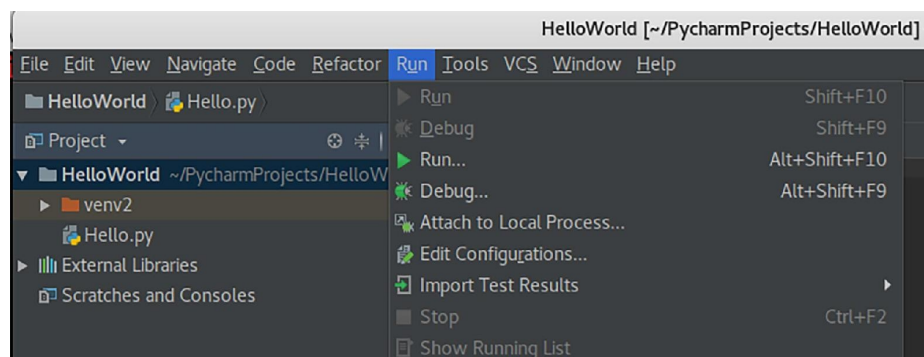 HelloWorld [~/PycharmProjects/HelloWorld]
File Edit View Navigate Code Refactor Run Tools VCS Window Help
HelloWorld Hello.py
Project
HelloWorld ~/PycharmProjects/HelloW
venv2
Hello.py
External Libraries
Scratches and Consoles
Run Shift+F10
Debug Shift+F9
Run... Alt+Shift+F10
Debug... Alt+Shift+F9
Attach to Local Process...
Edit Configurations...
Import Test Results
Stop Ctrl+F2
Show Running List